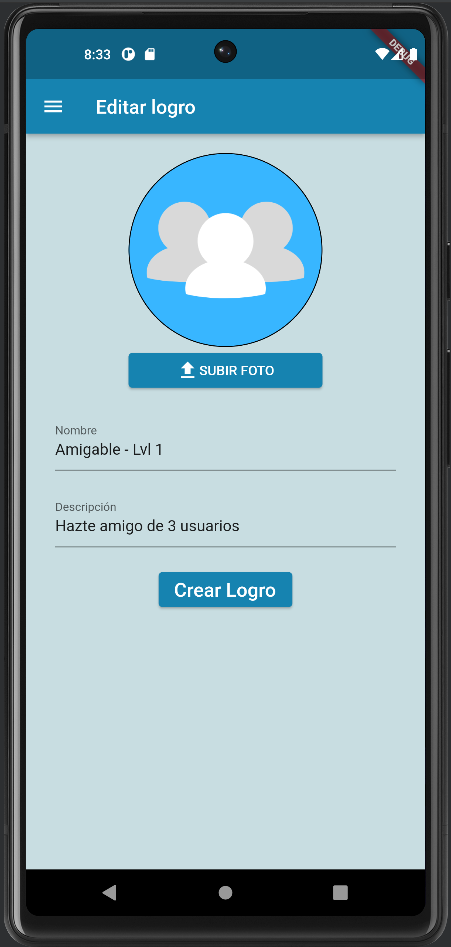 8:33
DEBUG
Editar logro
SUBIR FOTO
Nombre
Amigable - Lvl 1
Descripción
Hazte amigo de 3 usuarios
Crear Logro